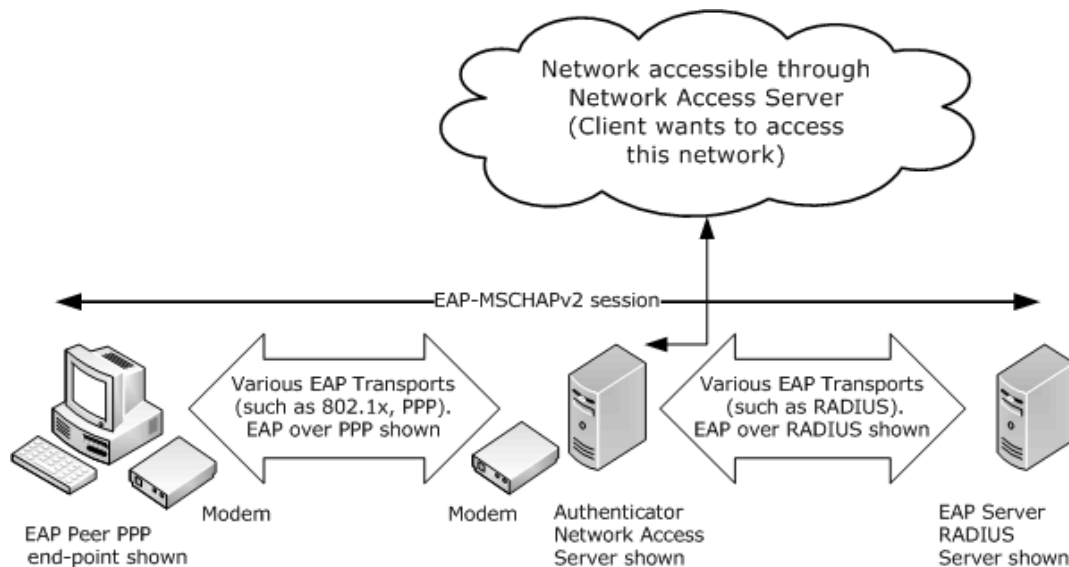 Network accessible through
Network Access Server
(Client wants to access
this network)
EAP-MSCHAPv2 session
Various EAP Transports
(such as 802.1x, PPP).
EAP over PPP shown
Various EAP Transports
(such as RADIUS).
EAP over RADIUS shown
EAP Peer PPP
end-point shown
Modem
Modem
Authenticator
Network Access
Server shown
EAP Server
RADIUS
Server shown